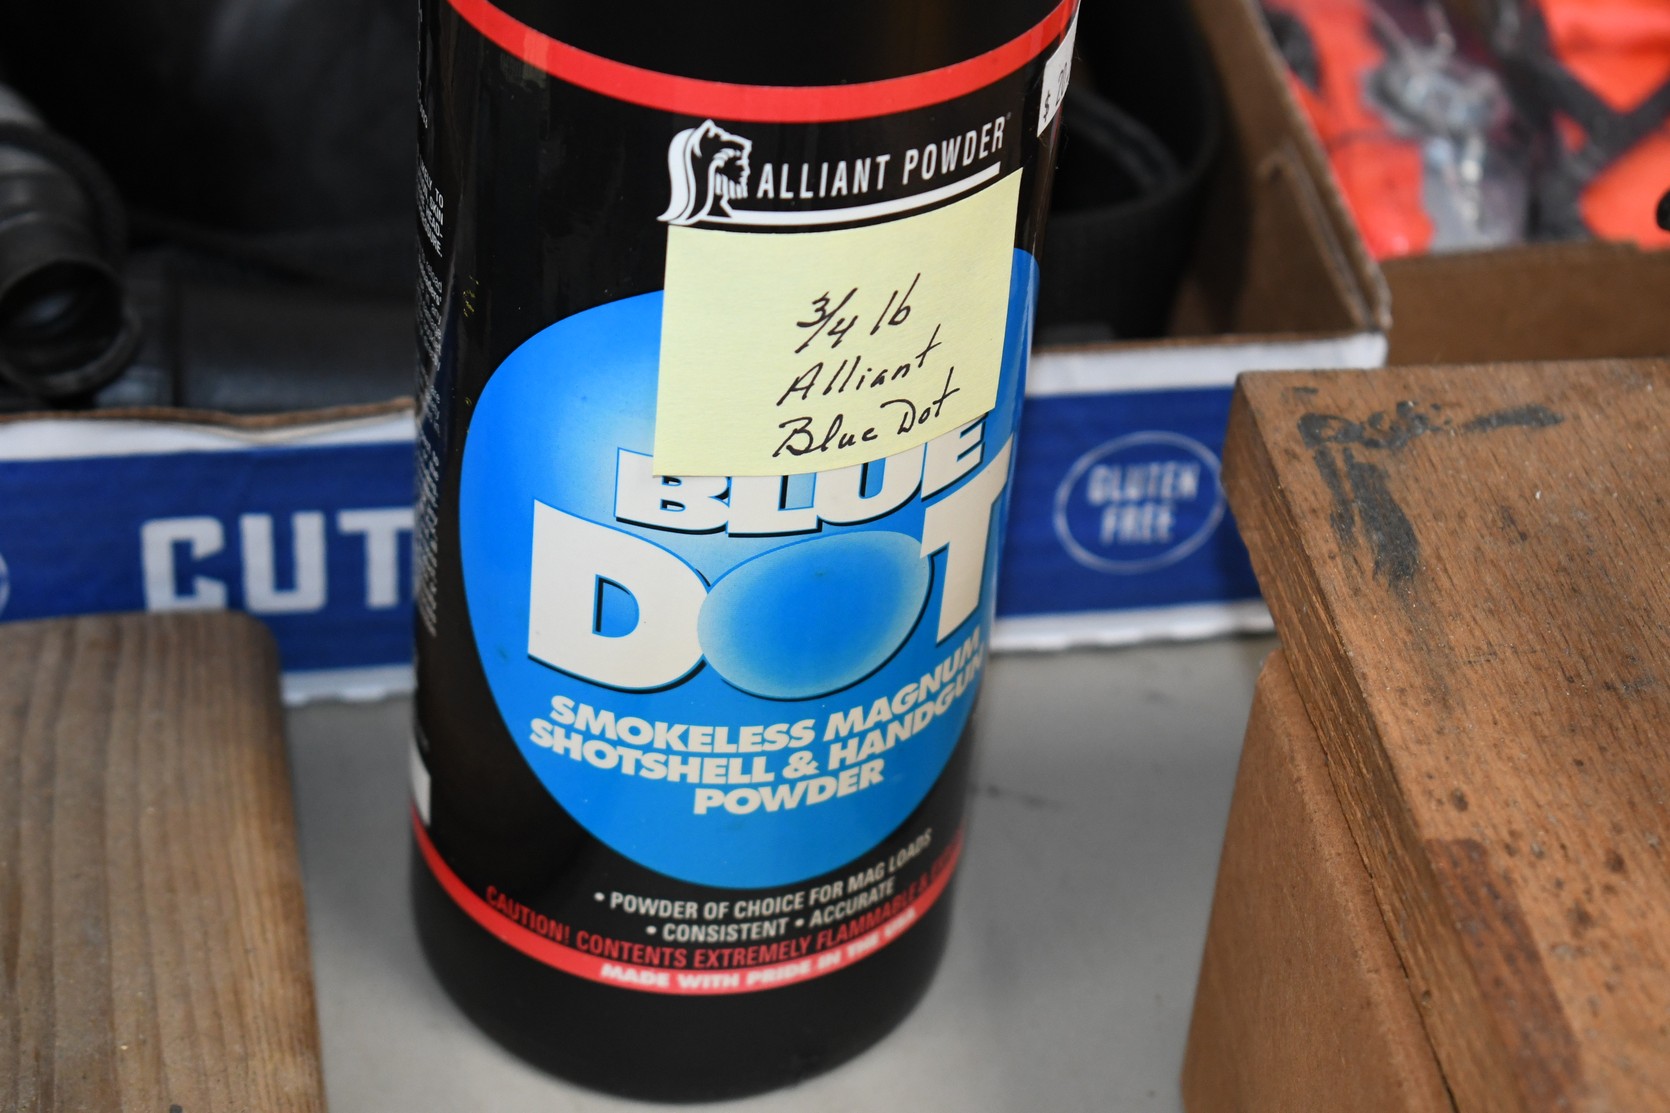 $ 20
ALLIANT POWDER
3/4 lb
Alliant
Blue Dot
BLUE
DOT
SMOKELESS MAGNUM
SHOTSHELL & HANDGUN
POWDER
• POWDER OF CHOICE FOR MAG LOADS
• CONSISTENT • ACCURATE
CAUTION! CONTENTS EXTREMELY FLAMMABLE
MADE WITH PRIDE IN THE USA
CUT
GLUTEN
FREE